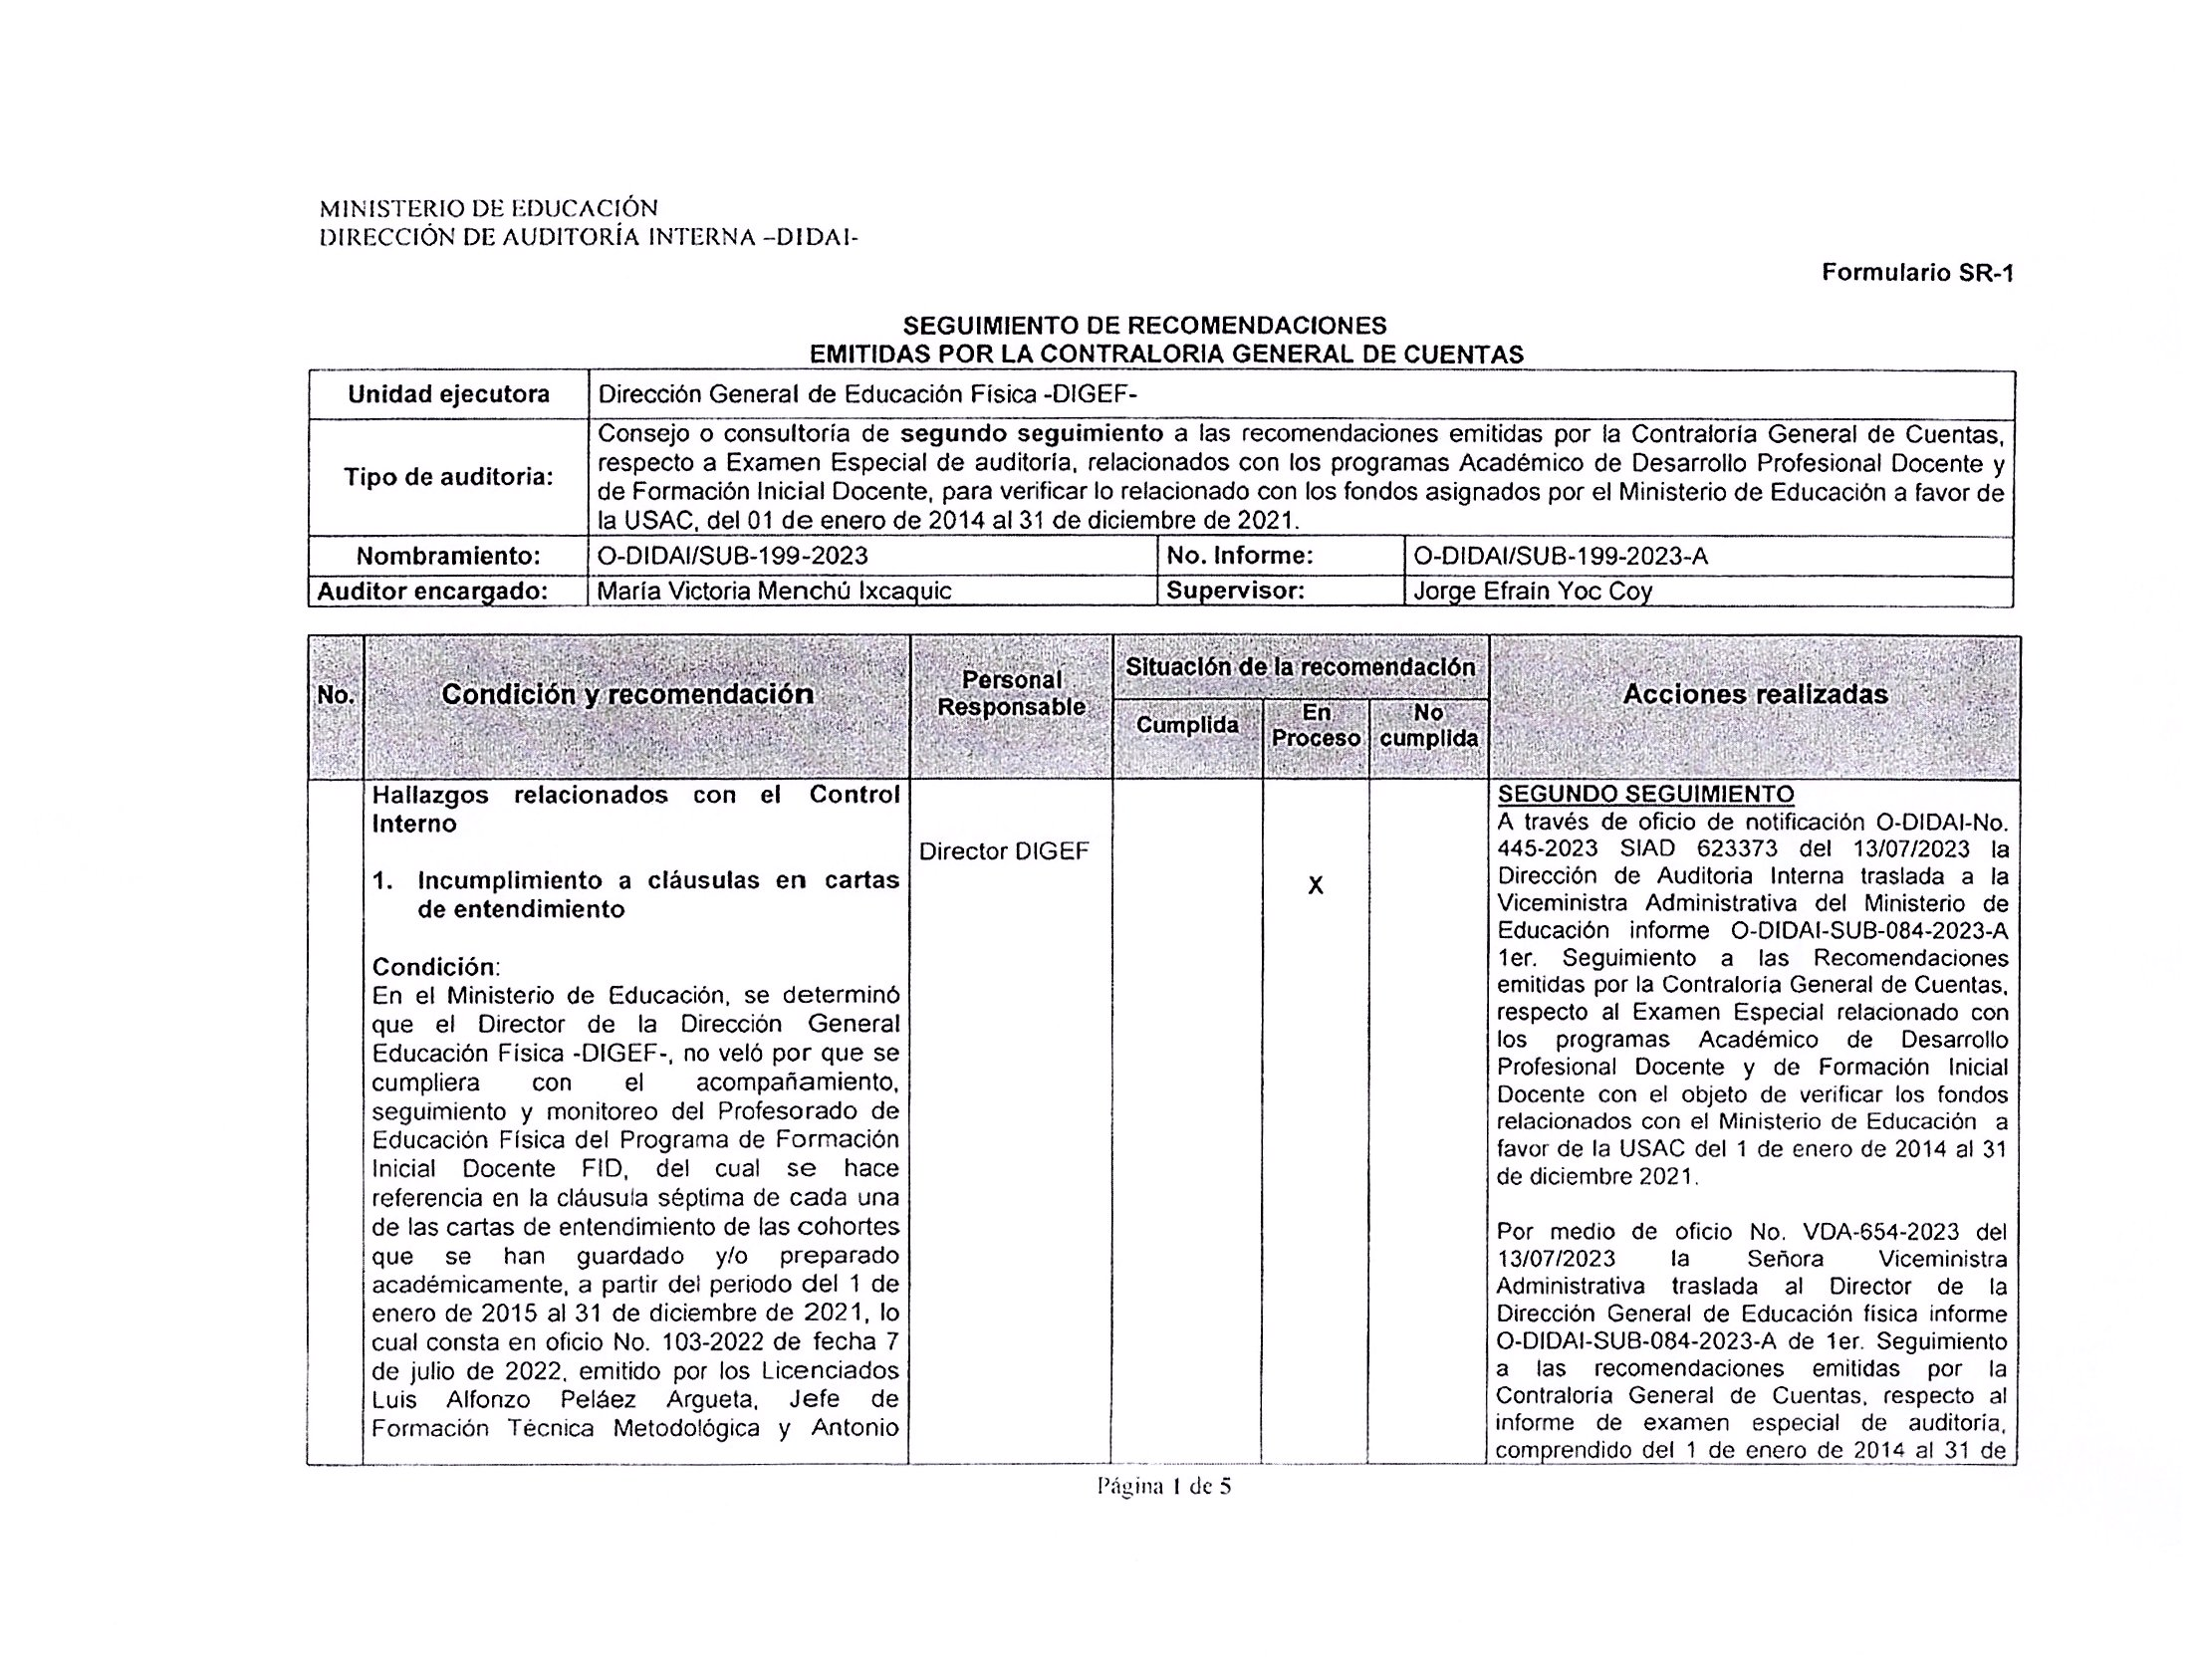 MINISTERIO DE EDUCACIÓN
DIRECCIÓN DE AUDITORÍA INTERNA –DIDAI-
Formulario SR-1
SEGUIMIENTO DE RECOMENDACIONES
EMITIDAS POR LA CONTRALORIA GENERAL DE CUENTAS
Unidad ejecutora
Dirección General de Educación Física -DIGEF-
Tipo de auditoria:
Consejo o consultoría de segundo seguimiento a las recomendaciones emitidas por la Contraloría General de Cuentas,
respecto a Examen Especial de auditoría, relacionados con los programas Académico de Desarrollo Profesional Docente y
de Formación Inicial Docente, para verificar lo relacionado con los fondos asignados por el Ministerio de Educación a favor de
la USAC, del 01 de enero de 2014 al 31 de diciembre de 2021.
Nombramiento:
O-DIDAI/SUB-199-2023
No. Informe:
O-DIDAI/SUB-199-2023-A
Auditor encargado:
María Victoria Menchú Ixcaquic
Supervisor:
Jorge Efraín Yoc Coy
No.
Condición y recomendación
Personal
Responsable
Situación de la recomendación
Cumplida
En
Proceso
No
cumplida
Acciones realizadas
Hallazgos relacionados con el Control
Interno
1. Incumplimiento a cláusulas en cartas
de entendimiento
Condición:
En el Ministerio de Educación, se determinó
que el Director de la Dirección General
Educación Física -DIGEF-, no veló por que se
cumpliera con el acompañamiento,
seguimiento y monitoreo del Profesorado de
Educación Física del Programa de Formación
Inicial Docente FID, del cual se hace
referencia en la cláusula séptima de cada una
de las cartas de entendimiento de las cohortes
que se han guardado y/o preparado
académicamente, a partir del periodo del 1 de
enero de 2015 al 31 de diciembre de 2021, lo
cual consta en oficio No. 103-2022 de fecha 7
de julio de 2022, emitido por los Licenciados
Luis Alfonzo Peláez Argueta, Jefe de
Formación Técnica Metodológica y Antonio
Director DIGEF
X
SEGUNDO SEGUIMIENTO
A través de oficio de notificación O-DIDAI-No.
445-2023 SIAD 623373 del 13/07/2023 la
Dirección de Auditoria Interna traslada a la
Viceministra Administrativa del Ministerio de
Educación informe O-DIDAI-SUB-084-2023-A
1er. Seguimiento a las Recomendaciones
emitidas por la Contraloría General de Cuentas,
respecto al Examen Especial relacionado con
los programas Académico de Desarrollo
Profesional Docente y de Formación Inicial
Docente con el objeto de verificar los fondos
relacionados con el Ministerio de Educación a
favor de la USAC del 1 de enero de 2014 al 31
de diciembre 2021.
Por medio de oficio No. VDA-654-2023 del
13/07/2023 la Señora Viceministra
Administrativa traslada al Director de la
Dirección General de Educación física informe
O-DIDAI-SUB-084-2023-A de 1er. Seguimiento
a las recomendaciones emitidas por la
Contraloría General de Cuentas, respecto al
informe de examen especial de auditoría,
comprendido del 1 de enero de 2014 al 31 de
Página 1 de 5